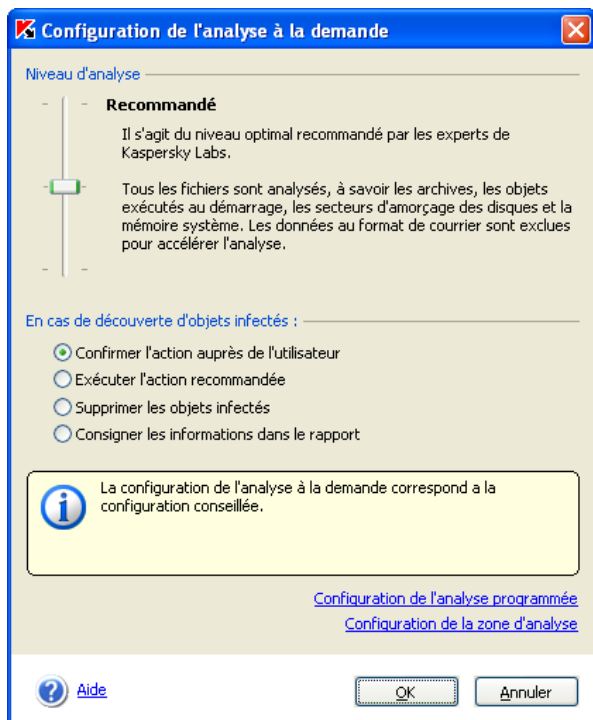 Configuration de l'analyse à la demande
Niveau d'analyse
Recommandé
Il s'agit du niveau optimal recommandé par les experts de
Kaspersky Labs.
Tous les fichiers sont analysés, à savoir les archives, les objets
exécutés au démarrage, les secteurs d'amorçage des disques et la
mémoire système. Les données au format de courrier sont exclues
pour accélérer l'analyse.
En cas de découverte d'objets infectés :
Confirmer l'action auprès de l'utilisateur
Exécuter l'action recommandée
Supprimer les objets infectés
Consigner les informations dans le rapport
La configuration de l'analyse à la demande correspond a la
configuration conseillée.
Configuration de l'analyse programmée
Configuration de la zone d'analyse
Aide
OK
Annuler